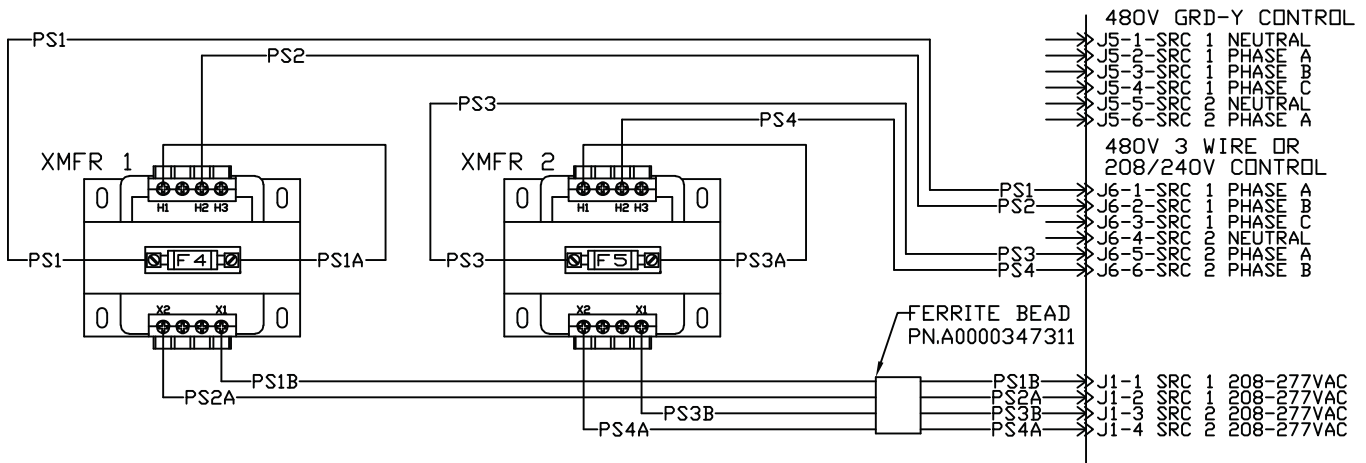 480V GRD-Y CONTROL
J5-1-SRC 1 NEUTRAL
J5-2-SRC 1 PHASE A
J5-3-SRC 1 PHASE B
J5-4-SRC 1 PHASE C
J5-5-SRC 2 NEUTRAL
J5-6-SRC 2 PHASE A
480V 3 WIRE OR
208/240V CONTROL
PS1 J6-1-SRC 1 PHASE A
PS2 J6-2-SRC 1 PHASE B
J6-3-SRC 1 PHASE C
J6-4-SRC 2 NEUTRAL
PS3 J6-5-SRC 2 PHASE A
PS4 J6-6-SRC 2 PHASE B
PS1
PS2
PS3
PS4
XMFR 1
H1 H2 H3
PS1 F4 PS1A
X2 X1
XMFR 2
H1 H2 H3
PS3 F5 PS3A
X2 X1
FERRITE BEAD
PN.A0000347311
PS1B PS1B J1-1 SRC 1 208-277VAC
PS2A PS2A J1-2 SRC 1 208-277VAC
PS3B PS3B J1-3 SRC 2 208-277VAC
PS4A PS4A J1-4 SRC 2 208-277VAC